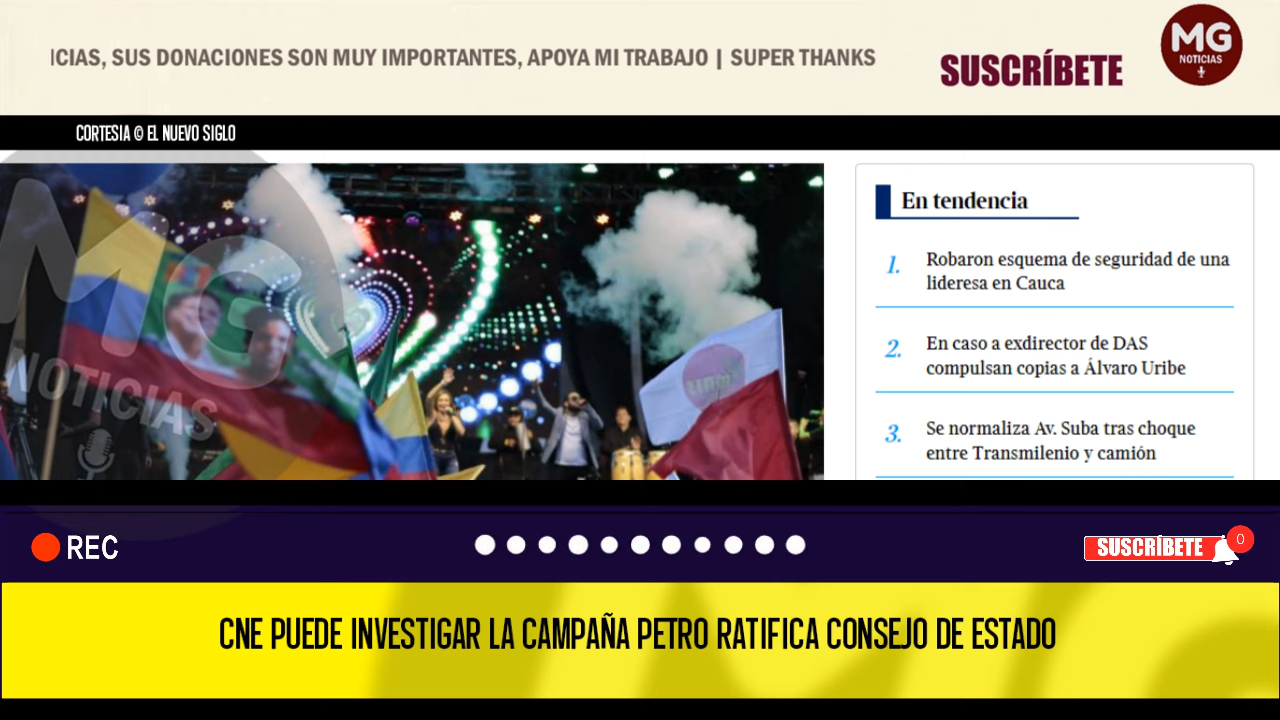 ICIAS, SUS DONACIONES SON MUY IMPORTANTES, APOYA MI TRABAJO | SUPER THANKS
SUSCRÍBETE
MG
NOTICIAS
CORTESIA © EL NUEVO SIGLO
MG
NOTICIAS
En tendencia
1. Robaron esquema de seguridad de una
lideresa en Cauca
2. En caso a exdirector de DAS
compulsan copias a Álvaro Uribe
3. Se normaliza Av. Suba tras choque
entre Transmilenio y camión
REC
SUSCRÍBETE
0
CNE PUEDE INVESTIGAR LA CAMPAÑA PETRO RATIFICA CONSEJO DE ESTADO